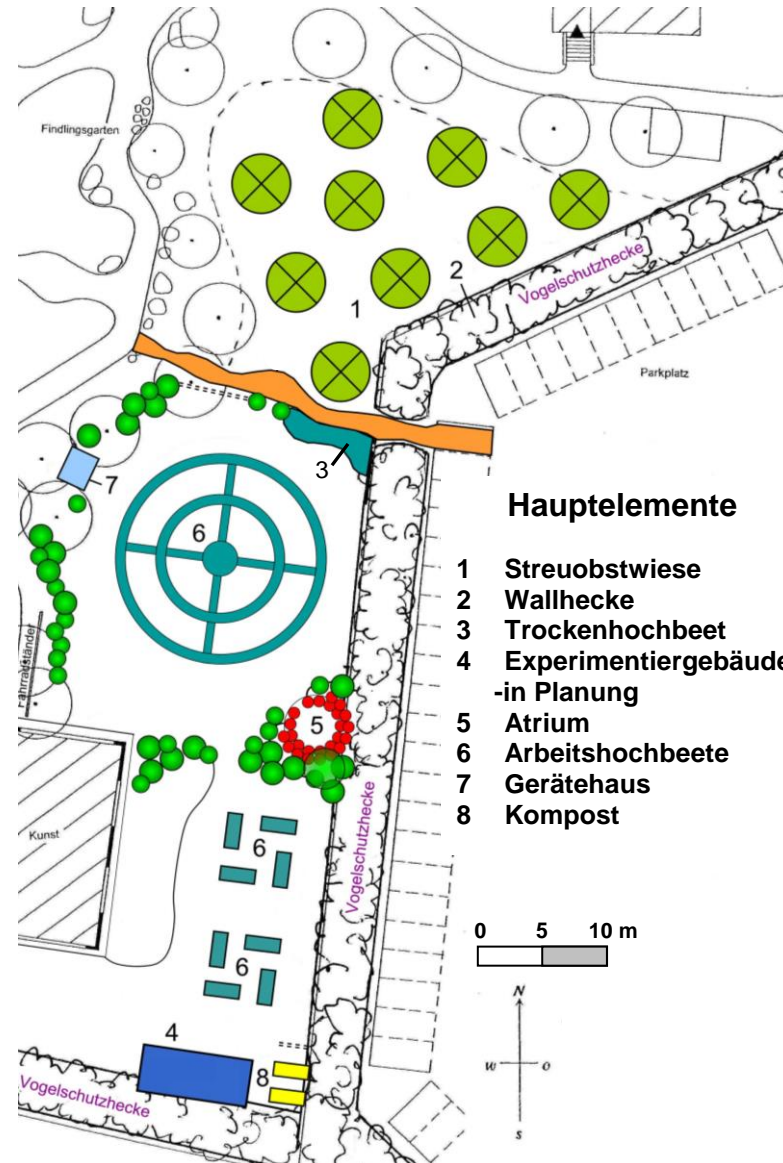 Findlingsgarten
Vogelschutzhecke
2
1
Parkplatz
3
7
6
Hauptelemente
1 Streuobstwiese
2 Wallhecke
3 Trockenhochbeet
4 Experimentiergebäude
-in Planung
5 Atrium
6 Arbeitshochbeete
7 Gerätehaus
8 Kompost
Fahrradständer
5
Kunst
Vogelschutzhecke
6
6
0 5 10 m
N
W O
S
4
8
Vogelschutzhecke